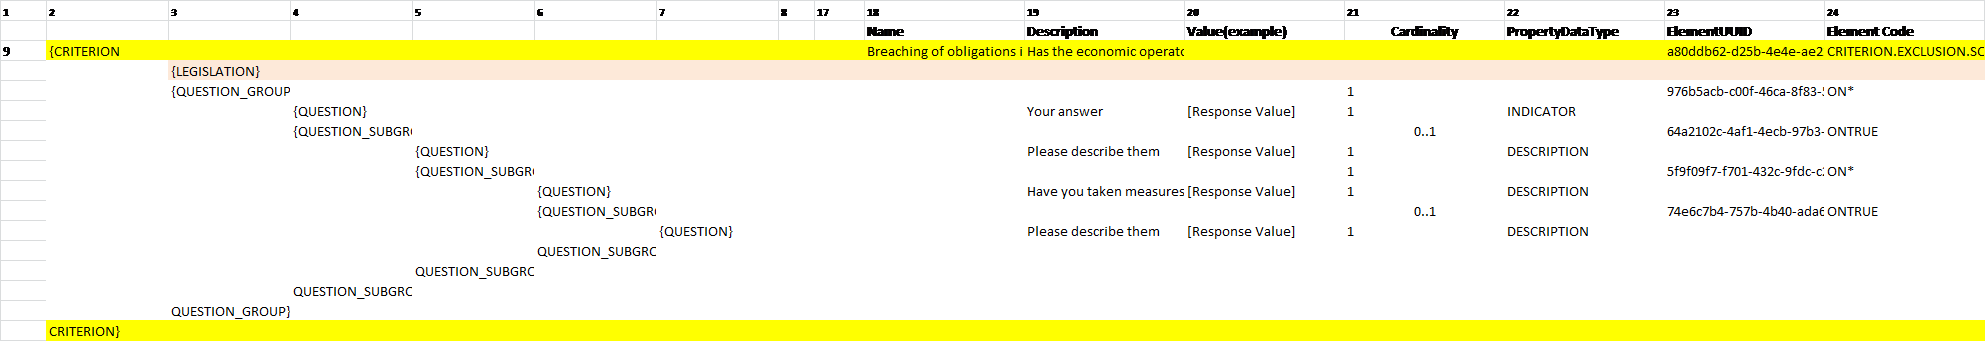 1 2 3 4 5 6 7 8 17 18 19 20 21 22 23 24
Name Description Value(example) Cardinality PropertyDataType ElementUUID Element Code
9 {CRITERION Breaching of obligations i Has the economic operato a80ddb62-d25b-4e4e-ae2 CRITERION.EXCLUSION.SC
{LEGISLATION}
{QUESTION_GROUP 1 976b5acb-c00f-46ca-8f83-5 ON*
{QUESTION} Your answer [Response Value] 1 INDICATOR
{QUESTION_SUBGR 0..1 64a2102c-4af1-4ecb-97b3- ONTRUE
{QUESTION} Please describe them [Response Value] 1 DESCRIPTION
{QUESTION_SUBGR 1 5f9f09f7-f701-432c-9fdc-c ON*
{QUESTION} Have you taken measures [Response Value] 1 DESCRIPTION
{QUESTION_SUBGR 0..1 74e6c7b4-757b-4b40-ada6 ONTRUE
{QUESTION} Please describe them [Response Value] 1 DESCRIPTION
QUESTION_SUBGRO
QUESTION_SUBGRO
QUESTION_SUBGRO
QUESTION_GROUP}
CRITERION}